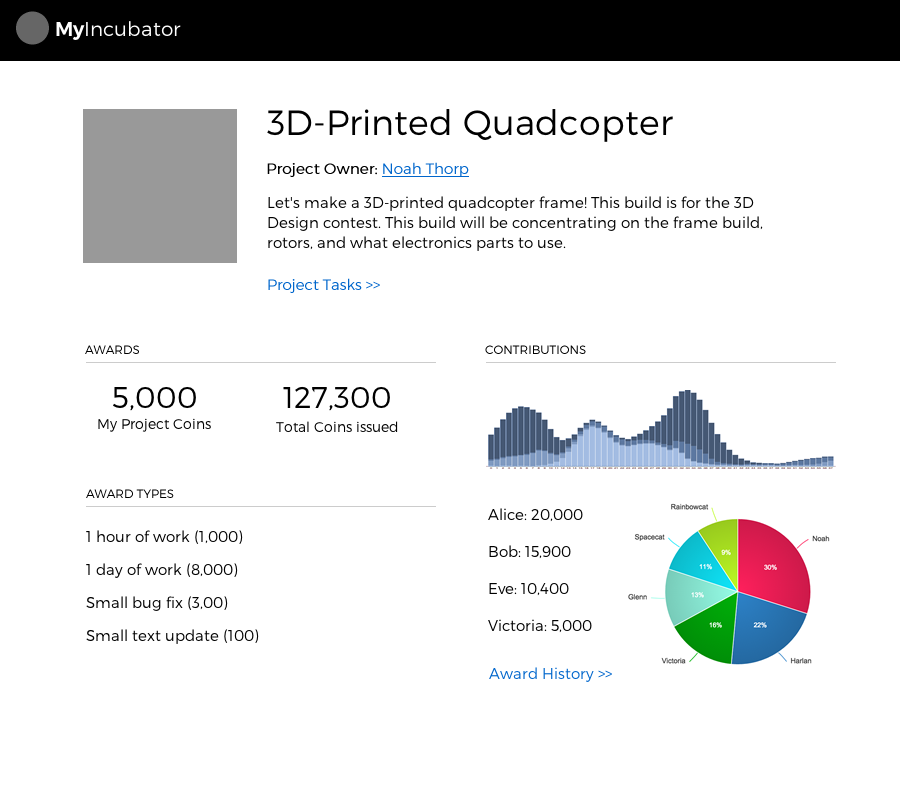 MyIncubator
3D-Printed Quadcopter
Project Owner: Noah Thorp
Let's make a 3D-printed quadcopter frame! This build is for the 3D
Design contest. This build will be concentrating on the frame build,
rotors, and what electronics parts to use.
Project Tasks >>
AWARDS
5,000
My Project Coins
127,300
Total Coins issued
AWARD TYPES
1 hour of work (1,000)
1 day of work (8,000)
Small bug fix (3,00)
Small text update (100)
CONTRIBUTIONS
Alice: 20,000
Bob: 15,900
Eve: 10,400
Victoria: 5,000
Award History >>
Rainbowcat
Spacecat
Noah
9%
11%
30%
Glenn
13%
16%
22%
Victoria
Harlan